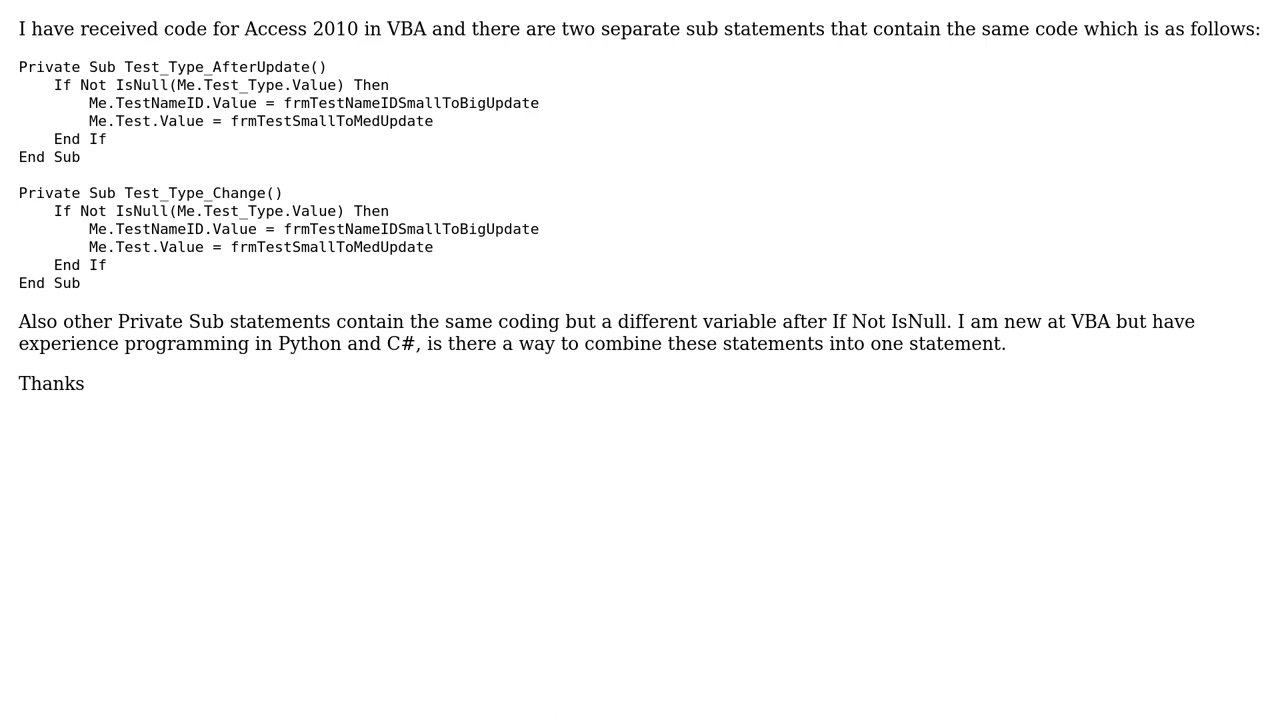 I have received code for Access 2010 in VBA and there are two separate sub statements that contain the same code which is as follows:
Private Sub Test_Type_AfterUpdate()
    If Not IsNull(Me.Test_Type.Value) Then
        Me.TestNameID.Value = frmTestNameIDSmallToBigUpdate
        Me.Test.Value = frmTestSmallToMedUpdate
    End If
End Sub
Private Sub Test_Type_Change()
    If Not IsNull(Me.Test_Type.Value) Then
        Me.TestNameID.Value = frmTestNameIDSmallToBigUpdate
        Me.Test.Value = frmTestSmallToMedUpdate
    End If
End Sub
Also other Private Sub statements contain the same coding but a different variable after If Not IsNull. I am new at VBA but have
experience programming in Python and C#, is there a way to combine these statements into one statement.
Thanks